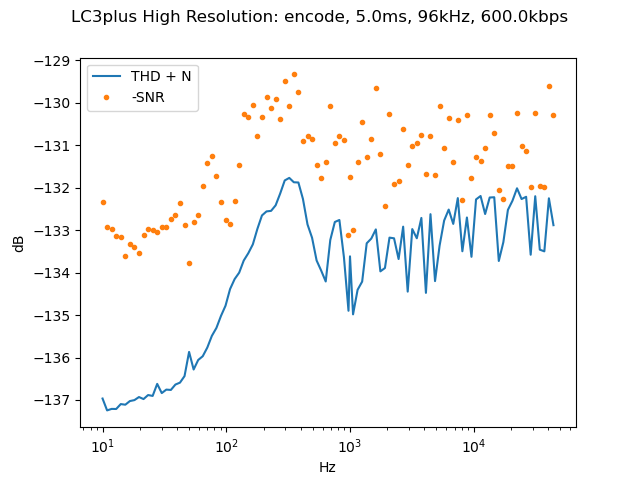 LC3plus High Resolution: encode, 5.0ms, 96kHz, 600.0kbps
THD + N
-SNR
−129
−130
−131
−132
−133
−134
−135
−136
−137
dB
10¹ 10² 10³ 10⁴
Hz